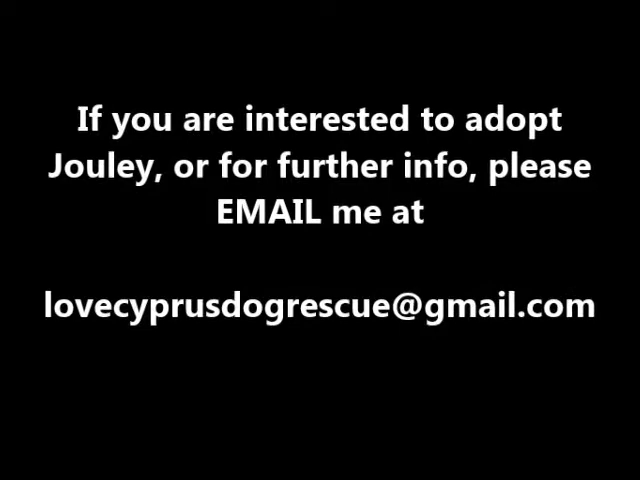 If you are interested to adopt
Jouley, or for further info, please
EMAIL me at
lovecyprusdogrescue@gmail.com